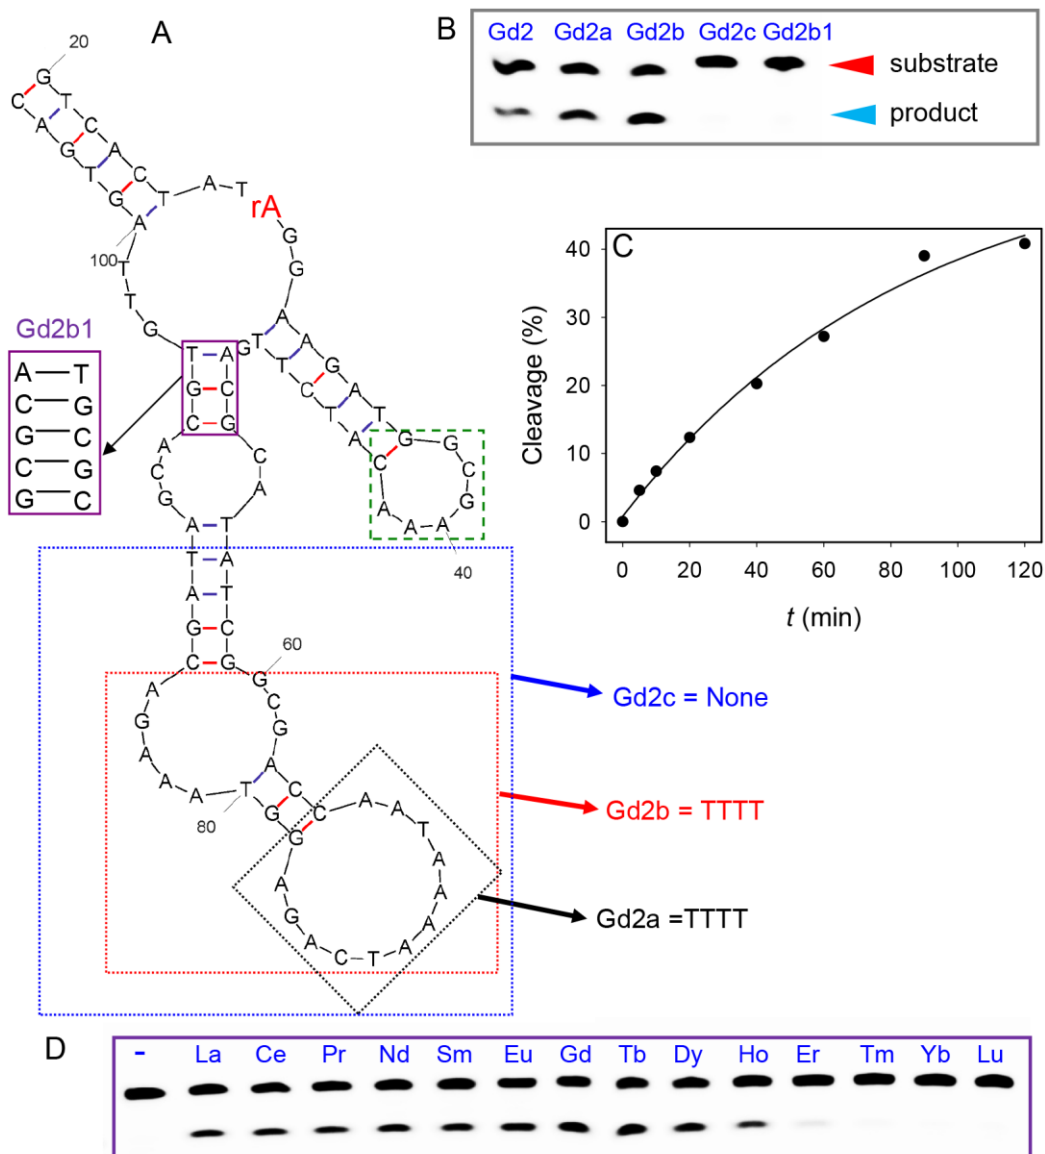 A
20
G T C A C T A T rA G G A A G A T G G C G A A A C A T C T T G A C G C A T A T C G G C G A C C A A T A A A A T C A G A G G T A A A G A C G A T A G C A C G T G T T A G T G A C
100
40
60
80
Gd2b1
A T
C G
G C
C G
G C
Gd2c = None
Gd2b = TTTT
Gd2a =TTTT
B
Gd2 Gd2a Gd2b Gd2c Gd2b1
substrate
product
C
Cleavage (%)
40
30
20
10
0
0 20 40 60 80 100 120
t (min)
D
- La Ce Pr Nd Sm Eu Gd Tb Dy Ho Er Tm Yb Lu